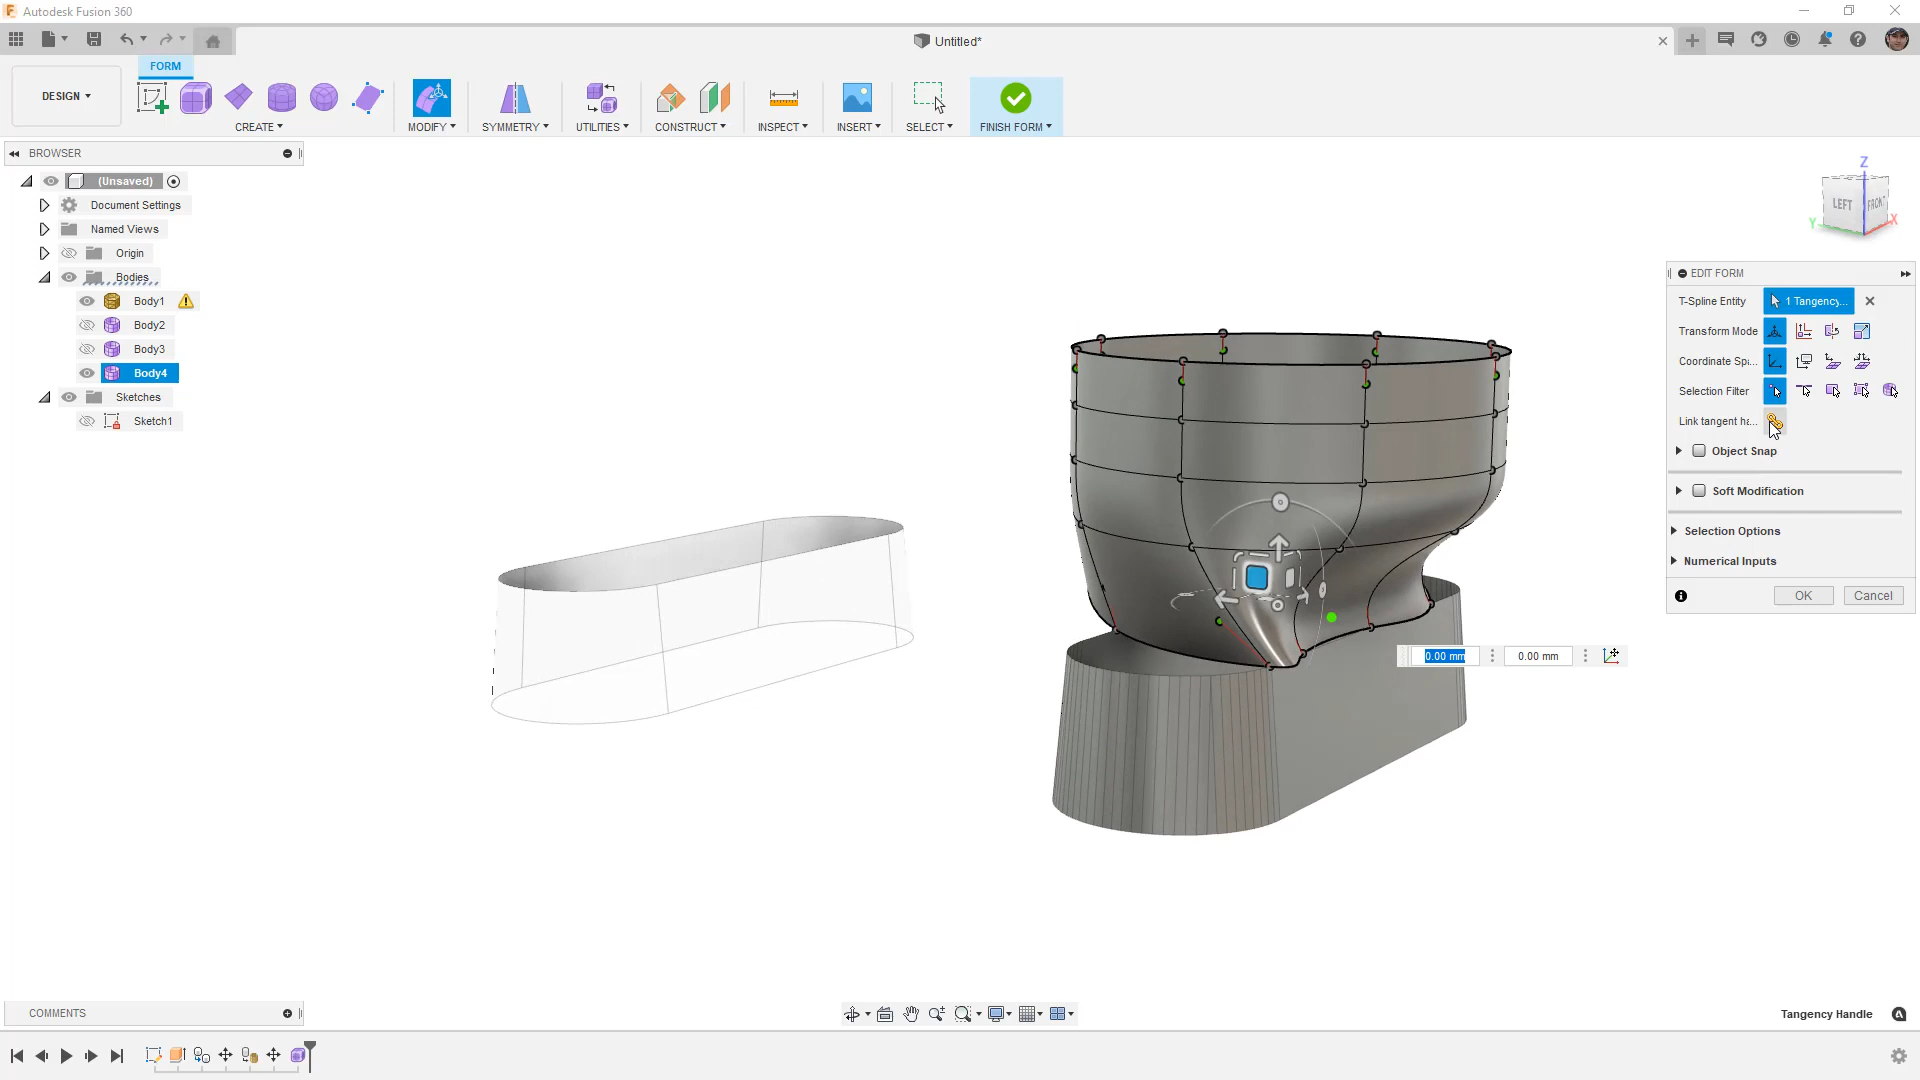 Autodesk Fusion 360
Untitled*
FORM
DESIGN
CREATE
MODIFY
SYMMETRY
UTILITIES
CONSTRUCT
INSPECT
INSERT
SELECT
FINISH FORM
BROWSER
(Unsaved)
Document Settings
Named Views
Origin
Bodies
Body1
Body2
Body3
Body4
Sketches
Sketch1
Z
LEFT
FRONT
Y
X
EDIT FORM
T-Spline Entity
1 Tangency...
Transform Mode
Coordinate Spa...
Selection Filter
Link tangent ha...
Object Snap
Soft Modification
Selection Options
Numerical Inputs
OK
Cancel
0.00 mm
0.00 mm
COMMENTS
Tangency Handle